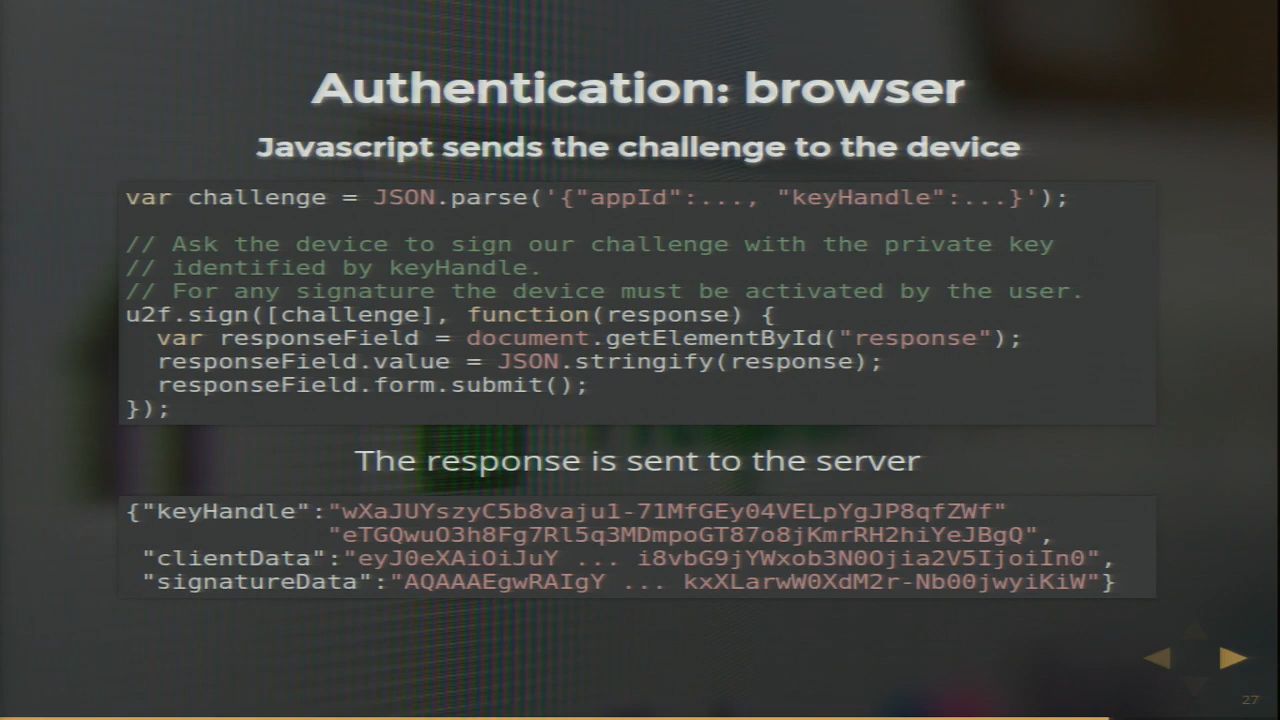 Authentication: browser
Javascript sends the challenge to the device
var challenge = JSON.parse('{"appId":..., "keyHandle":...}');
// Ask the device to sign our challenge with the private key
// identified by keyHandle.
// For any signature the device must be activated by the user.
u2f.sign([challenge], function(response) {
  var responseField = document.getElementById("response");
  responseField.value = JSON.stringify(response);
  responseField.form.submit();
});
The response is sent to the server
{"keyHandle":"wXaJUYszyC5b8vaju1-71MfGEy04VELpYgJP8qfZWf"
"eTGQwuO3h8Fg7Rl5q3MDmpoGT87o8jKmrRH2hiYeJBgQ",
"clientData":"eyJ0eXAiOiJuY ... i8vbG9jYWxob3N0Ojia2V5IjoiIn0",
"signatureData":"AQAAAEgwRAIgY ... kxXLarwW0XdM2r-Nb00jwyiKiW"}
27